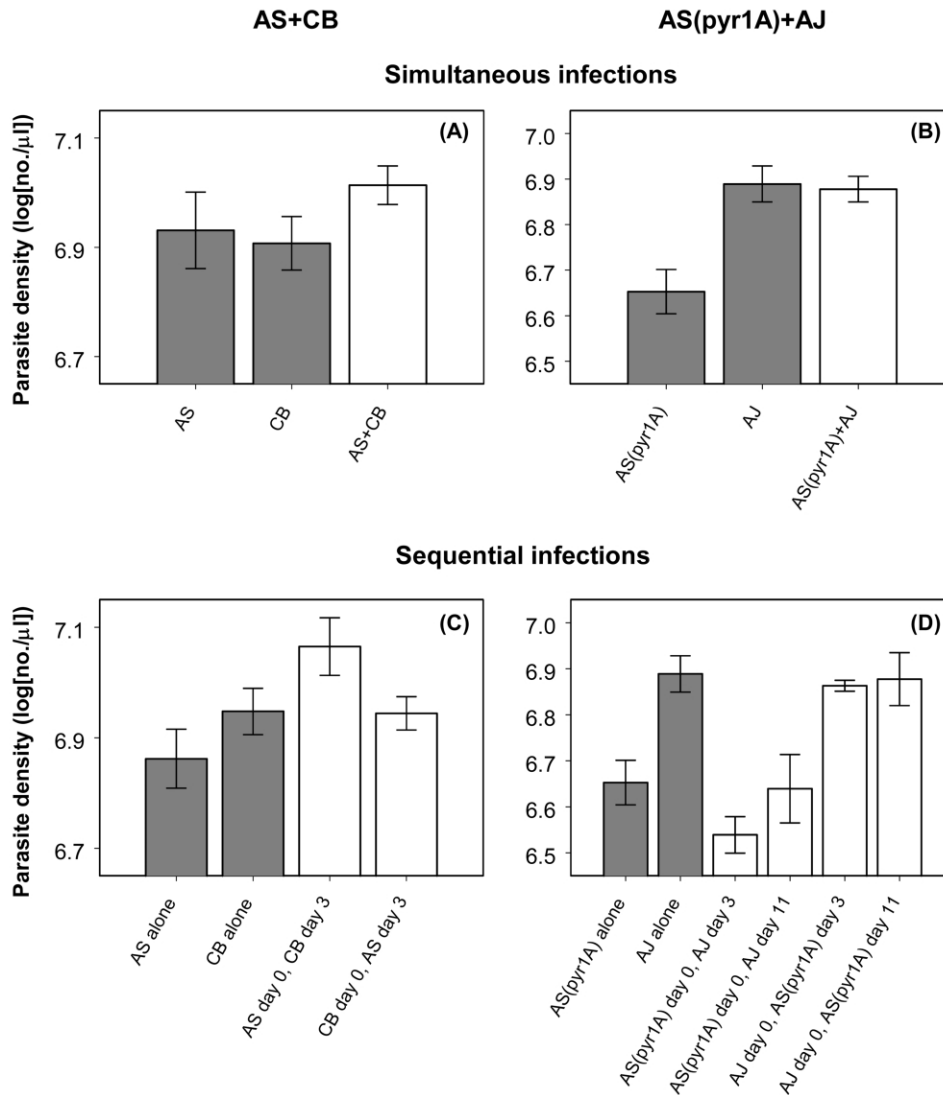 AS+CB
AS(pyr1A)+AJ
Simultaneous infections
Parasite density (log[no./µl])
7.1
6.9
6.7
(A)
AS
CB
AS+CB
7.0
6.9
6.8
6.7
6.6
6.5
(B)
AS(pyr1A)
AJ
AS(pyr1A)+AJ
Sequential infections
Parasite density (log[no./µl])
7.1
6.9
6.7
(C)
AS alone
CB alone
AS day 0, CB day 3
CB day 0, AS day 3
7.0
6.9
6.8
6.7
6.6
6.5
(D)
AS(pyr1A) alone
AJ alone
AS(pyr1A) day 0, AJ day 3
AS(pyr1A) day 0, AJ day 11
AJ day 0, AS(pyr1A) day 3
AJ day 0, AS(pyr1A) day 11